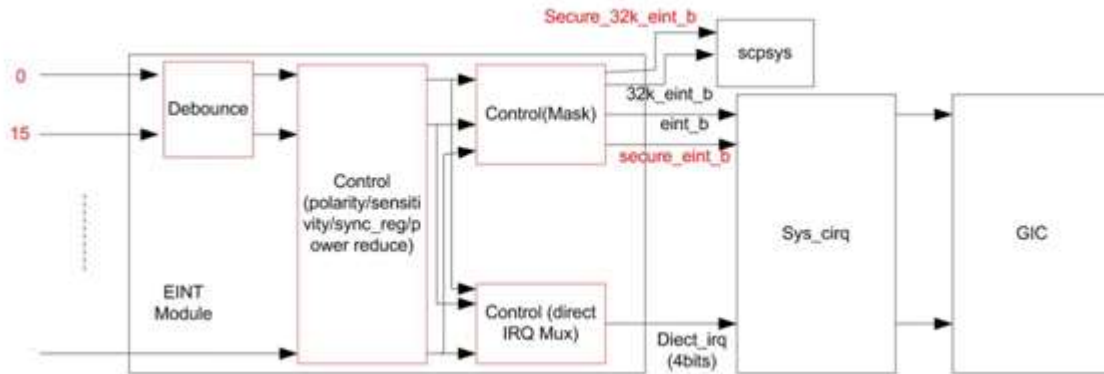 Secure_32k_eint_b
scpsys
0
Debounce
32k_eint_b
Control(Mask)
eint_b
15
secure_eint_b
Control
(polarity/sensiti
vity/sync_reg/p
ower reduce)
Sys_cirq
GIC
EINT
Module
Control (direct
IRQ Mux)
Diect_irq
(4bits)